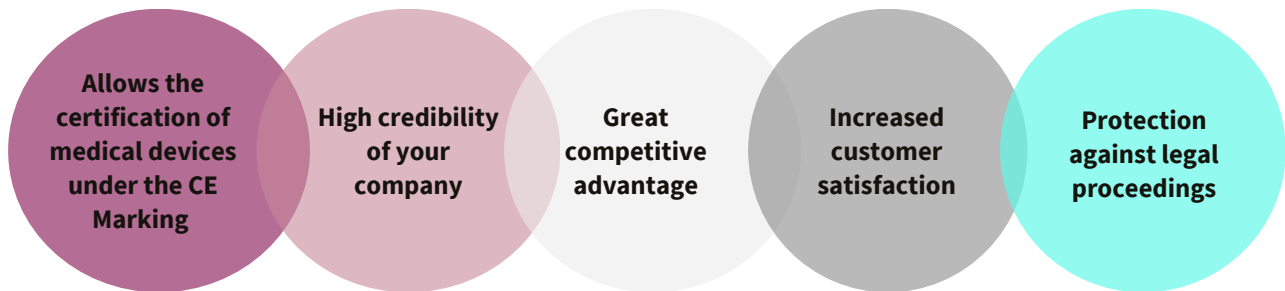 Allows the
certification of
medical devices
under the CE
Marking
High credibility
of your
company
Great
competitive
advantage
Increased
customer
satisfaction
Protection
against legal
proceedings